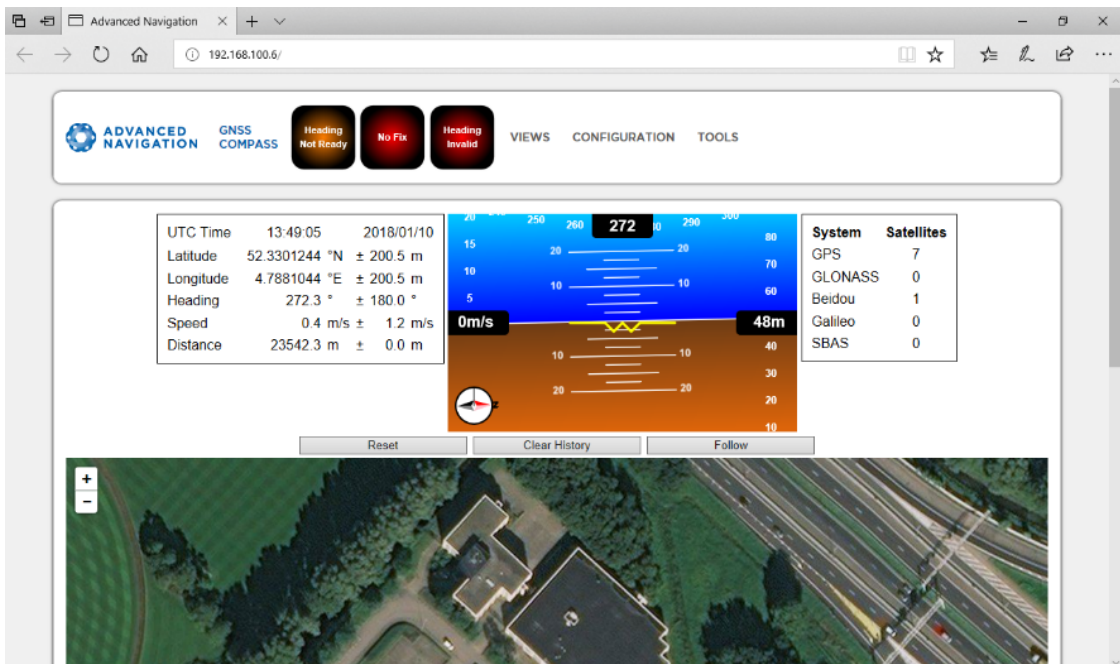 Advanced Navigation
192.168.100.6/
ADVANCED NAVIGATION
GNSS COMPASS
Heading Not Ready
No Fix
Heading Invalid
VIEWS CONFIGURATION TOOLS
UTC Time 13:49:05 2018/01/10
Latitude 52.3301244 °N ± 200.5 m
Longitude 4.7881044 °E ± 200.5 m
Heading 272.3 ° ± 180.0 °
Speed 0.4 m/s ± 1.2 m/s
Distance 23542.3 m ± 0.0 m
250 260 272 290 300
20
15
10
5
0m/s
20 20
10 10
10 10
20 20
80
70
60
48m
40
30
20
10
System Satellites
GPS 7
GLONASS 0
Beidou 1
Galileo 0
SBAS 0
Reset Clear History Follow
+
−